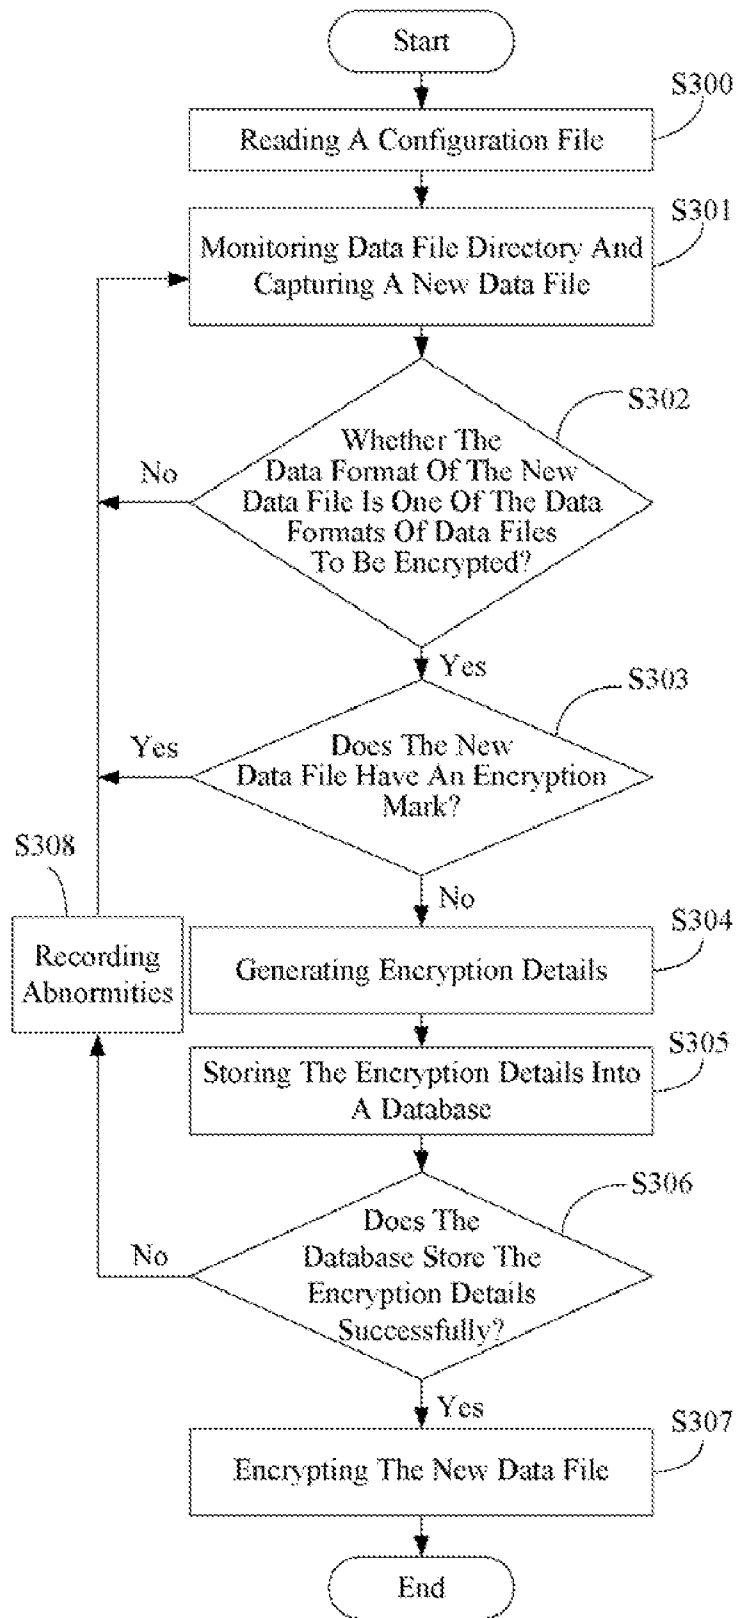 Start
S300
Reading A Configuration File
S301
Monitoring Data File Directory And
Capturing A New Data File
S302
Whether The
Data Format Of The New
Data File Is One Of The Data
Formats Of Data Files
To Be Encrypted?
No
Yes
S303
Does The New
Data File Have An Encryption
Mark?
Yes
No
S308
Recording
Abnormities
S304
Generating Encryption Details
S305
Storing The Encryption Details Into
A Database
S306
Does The
Database Store The
Encryption Details
Successfully?
No
Yes
S307
Encrypting The New Data File
End